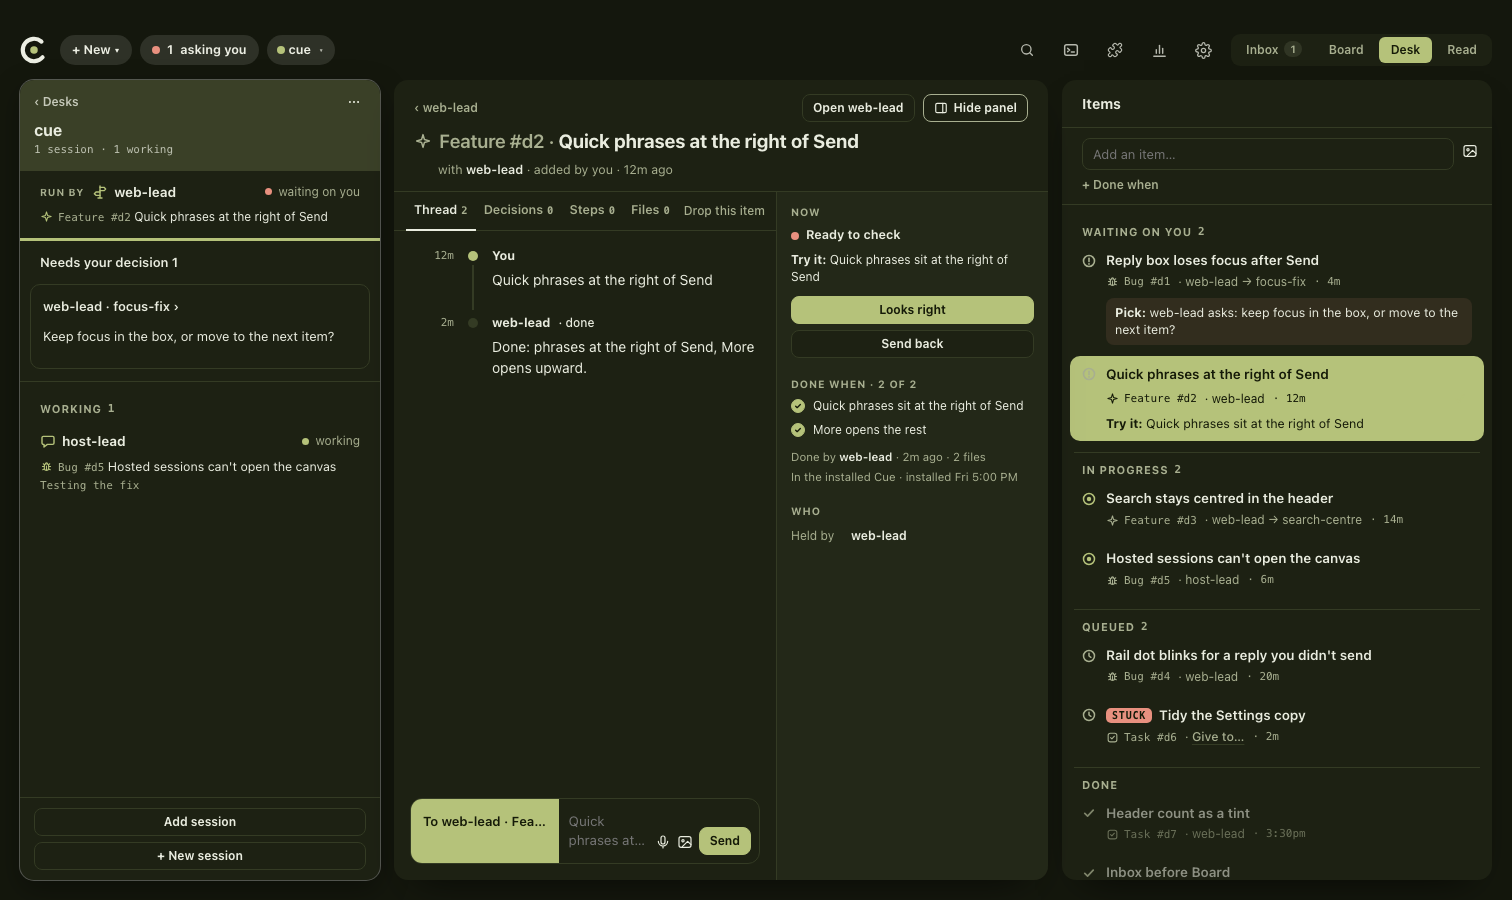 + New ▾
1 asking you
cue ·
Inbox 1
Board
Desk
Read
‹ Desks
···
cue
1 session · 1 working
RUN BY web-lead
waiting on you
Feature #d2 Quick phrases at the right of Send
Needs your decision 1
web-lead · focus-fix ›
Keep focus in the box, or move to the next item?
WORKING 1
host-lead
working
Bug #d5 Hosted sessions can't open the canvas
Testing the fix
Add session
+ New session
‹ web-lead
Open web-lead
Hide panel
Feature #d2 · Quick phrases at the right of Send
with web-lead · added by you · 12m ago
Thread 2
Decisions 0
Steps 0
Files 0
Drop this item
12m
You
Quick phrases at the right of Send
2m
web-lead · done
Done: phrases at the right of Send, More
opens upward.
To web-lead · Fea...
Quick
phrases at...
Send
NOW
Ready to check
Try it: Quick phrases sit at the right of
Send
Looks right
Send back
DONE WHEN · 2 OF 2
Quick phrases sit at the right of Send
More opens the rest
Done by web-lead · 2m ago · 2 files
In the installed Cue · installed Fri 5:00 PM
WHO
Held by web-lead
Items
Add an item...
+ Done when
WAITING ON YOU 2
Reply box loses focus after Send
Bug #d1 · web-lead → focus-fix · 4m
Pick: web-lead asks: keep focus in the box, or move to the
next item?
Quick phrases at the right of Send
Feature #d2 · web-lead · 12m
Try it: Quick phrases sit at the right of Send
IN PROGRESS 2
Search stays centred in the header
Feature #d3 · web-lead → search-centre · 14m
Hosted sessions can't open the canvas
Bug #d5 · host-lead · 6m
QUEUED 2
Rail dot blinks for a reply you didn't send
Bug #d4 · web-lead · 20m
STUCK Tidy the Settings copy
Task #d6 · Give to... · 2m
DONE
Header count as a tint
Task #d7 · web-lead · 3:30pm
Inbox before Board